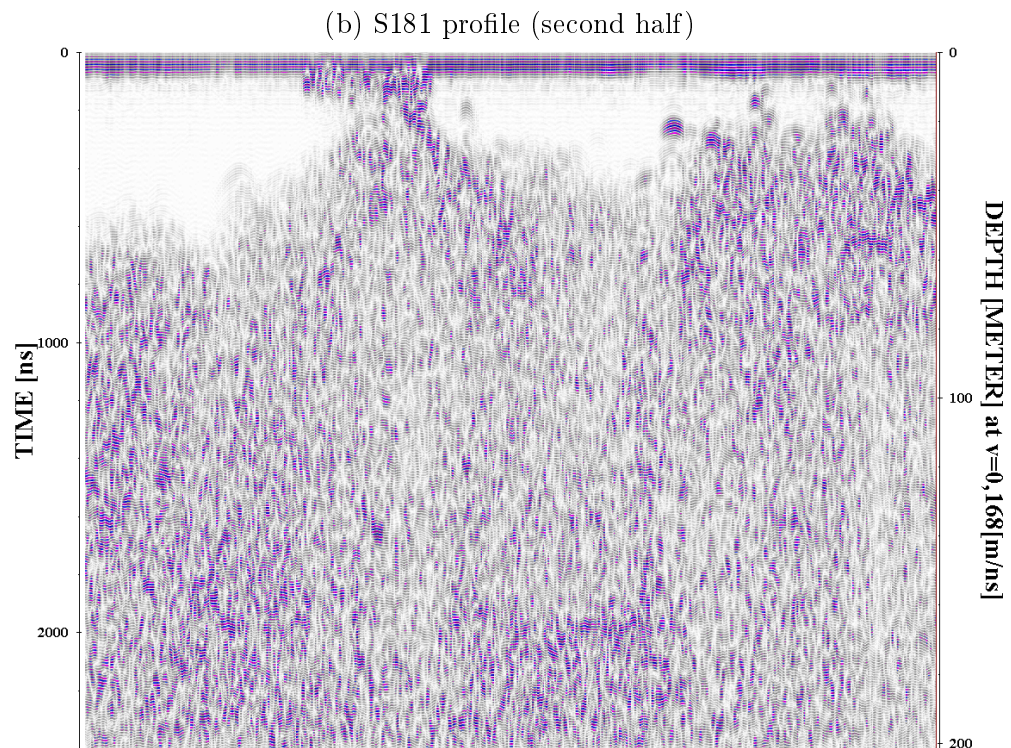 (b) S181 profile (second half)
0
1000
2000
TIME [ns]
0
100
200
DEPTH [METER] at v=0,168[m/ns]